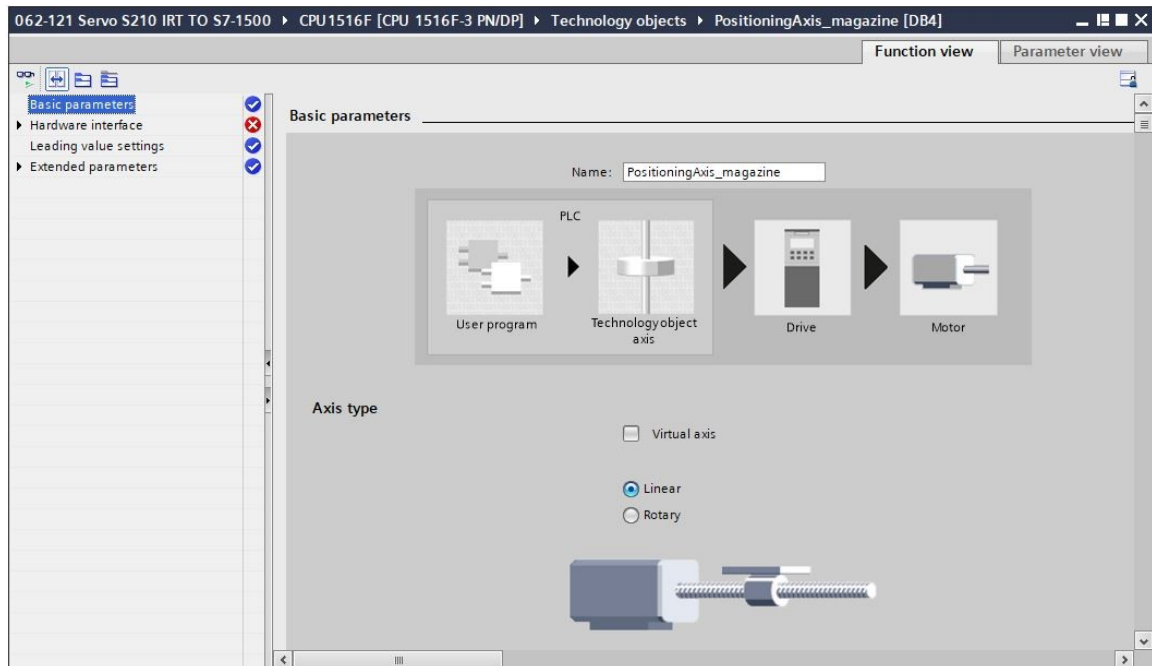 062-121 Servo S210 IRT TO S7-1500 ▸ CPU1516F [CPU 1516F-3 PN/DP] ▸ Technology objects ▸ PositioningAxis_magazine [DB4]
Function view
Parameter view
Basic parameters
Hardware interface
Leading value settings
Extended parameters
Basic parameters
Name: PositioningAxis_magazine
PLC
User program
Technology object
axis
Drive
Motor
Axis type
Virtual axis
Linear
Rotary